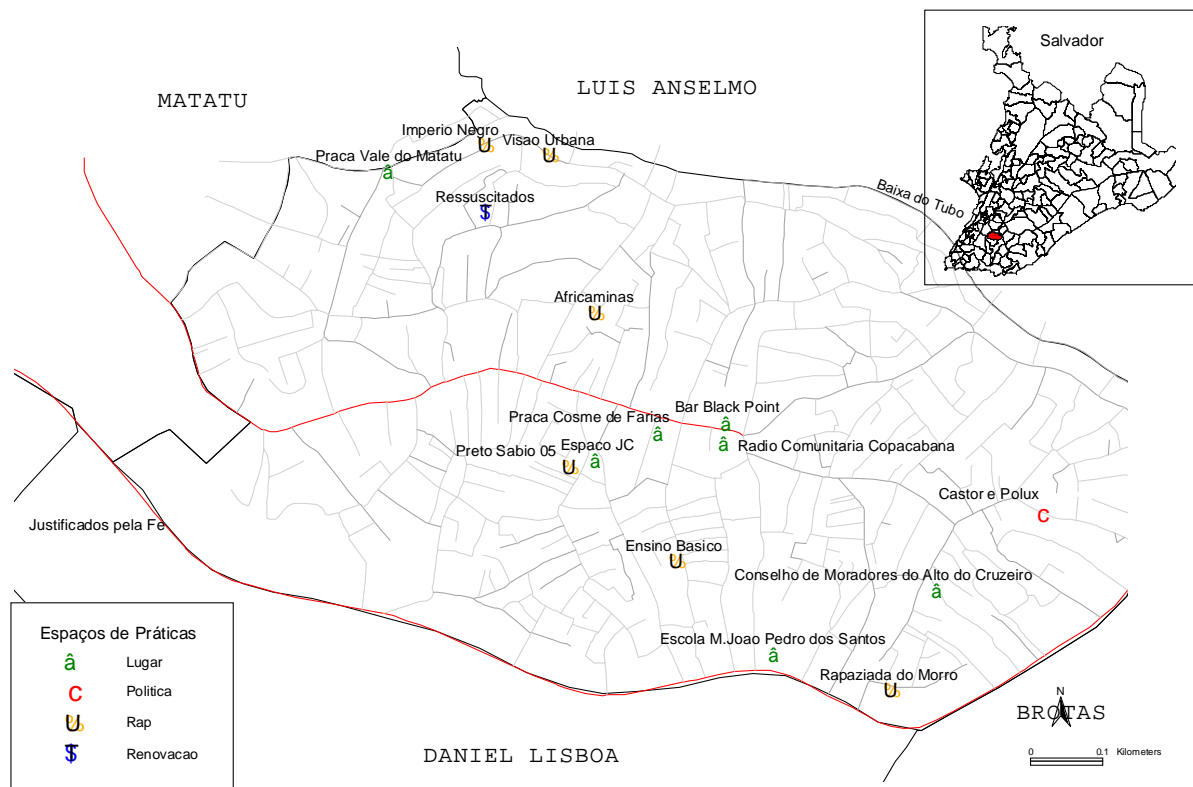 Salvador
LUIS ANSELMO
MATATU
Imperio Negro
Visao Urbana
Praca Vale do Matatu
Ressuscitados
Baixa do Tubo
Africaminas
Bar Black Point
Praca Cosme de Farias
Radio Comunitaria Copacabana
Preto Sabio 05
Espaco JC
Castor e Polux
Justificados pela Fe
Ensino Basico
Conselho de Moradores do Alto do Cruzeiro
Escola M.Joao Pedro dos Santos
Rapaziada do Morro
Espaços de Práticas
â Lugar
C Politica
U Rap
$ Renovacao
N
BROTAS
DANIEL LISBOA
0 0.1 Kilometers